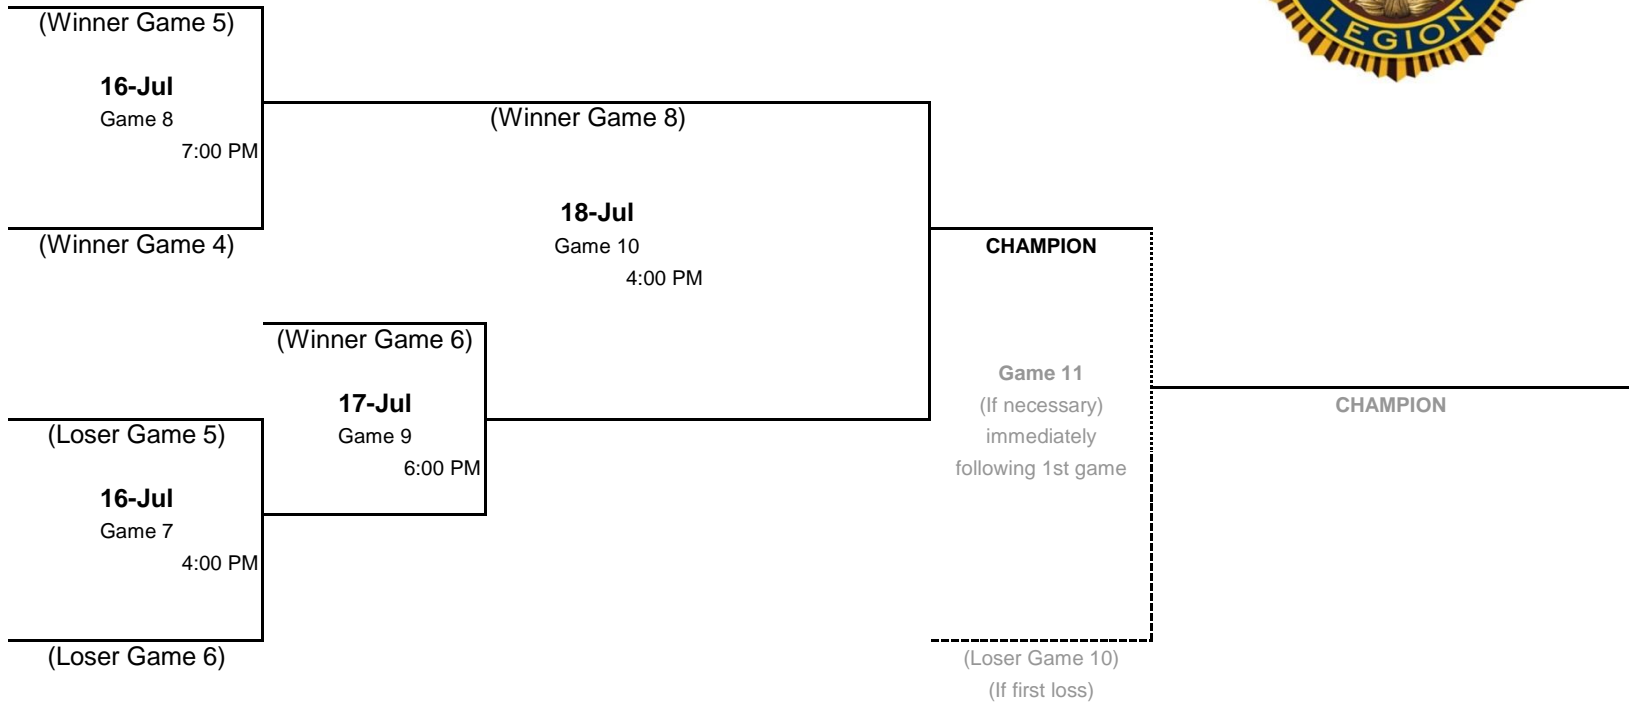 (Winner Game 5)
LEGION
16-Jul
Game 8
(Winner Game 8)
7:00 PM
18-Jul
(Winner Game 4)
Game 10
CHAMPION
4:00 PM
(Winner Game 6)
Game 11
17-Jul
(If necessary)
CHAMPION
(Loser Game 5)
Game 9
immediately
6:00 PM
following 1st game
16-Jul
Game 7
4:00 PM
(Loser Game 6)
(Loser Game 10)
(If first loss)